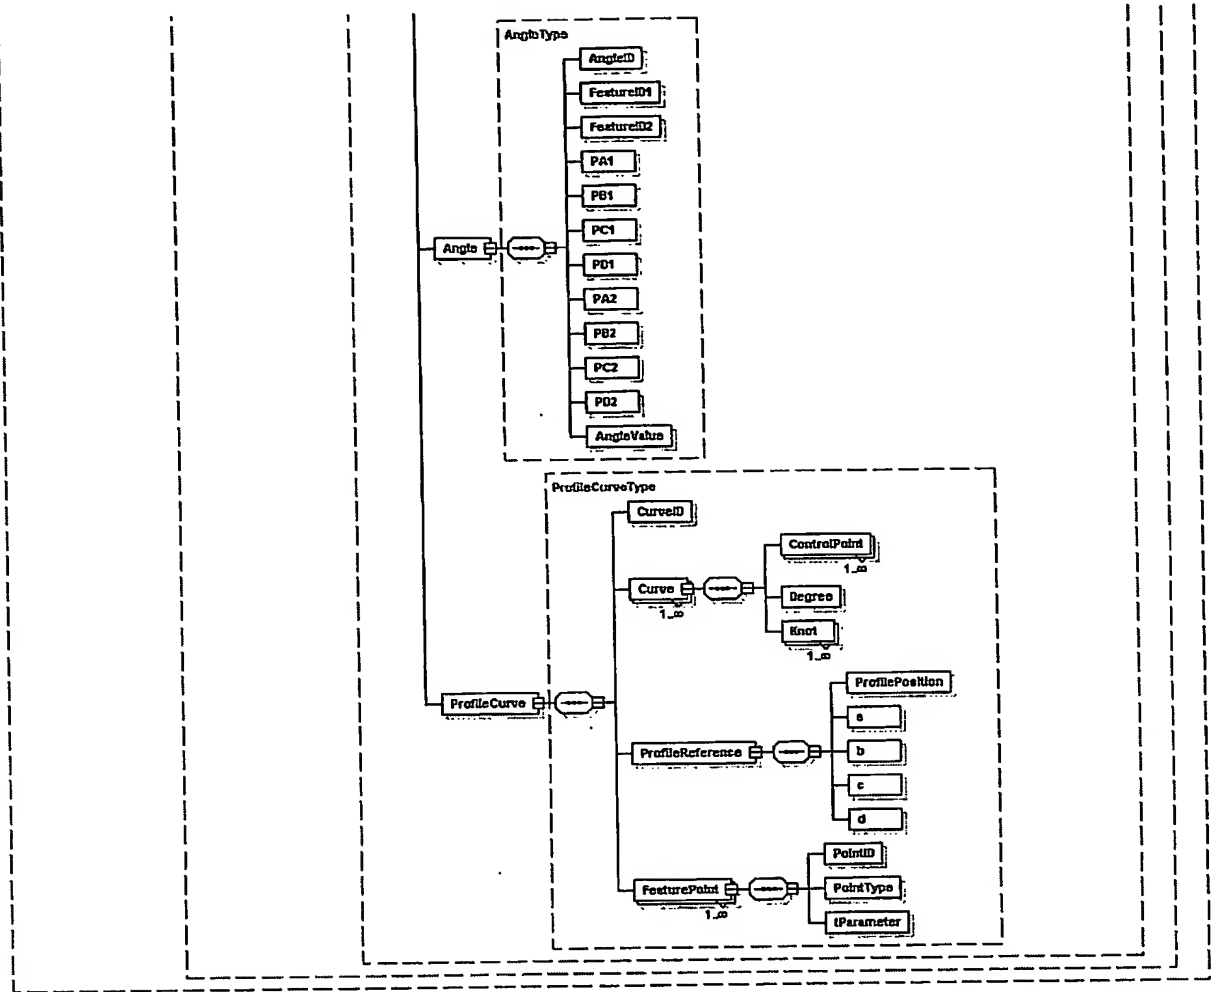 AngleType
AngleID
FeatureID1
FeatureID2
PA1
PB1
PC1
Angle
PD1
PA2
PB2
PC2
PD2
AngleValue
ProfileCurveType
CurveID
ControlPoint
1..∞
Curve
1..∞
Degree
Knot
1..∞
ProfilePosition
ProfileCurve
a
ProfileReference
b
c
d
PointID
FeaturePoint
1..∞
PointType
tParameter